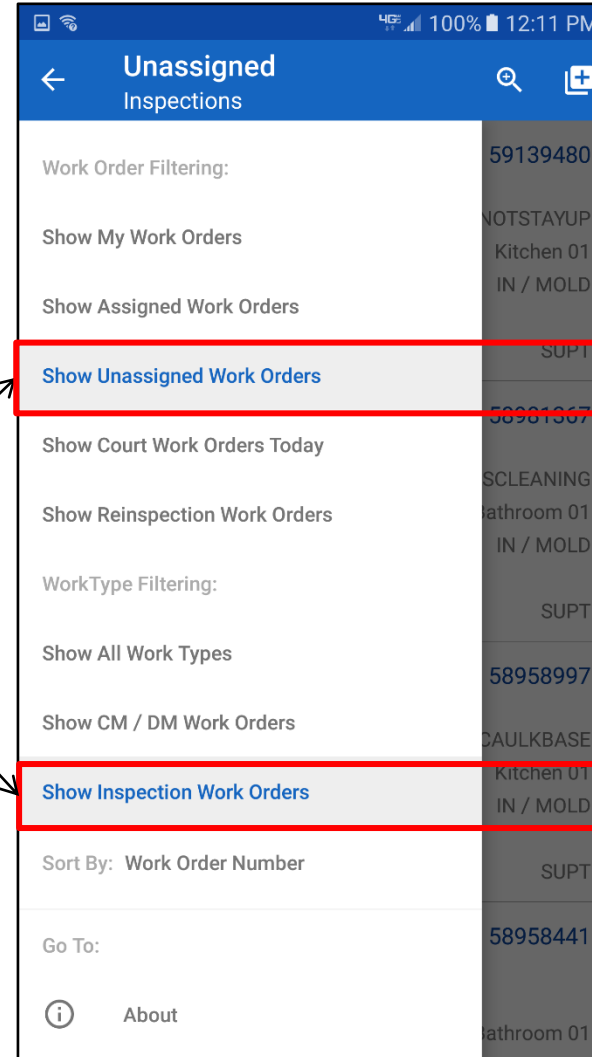 4GE 100% 12:11 PM
Unassigned
Inspections
Work Order Filtering:
Show My Work Orders
Show Assigned Work Orders
Show Unassigned Work Orders
Show Court Work Orders Today
Show Reinspection Work Orders
WorkType Filtering:
Show All Work Types
Show CM / DM Work Orders
Show Inspection Work Orders
Sort By: Work Order Number
Go To:
About
59139480
NOTSTAYUP
Kitchen 01
IN / MOLD
SUPT
58981367
SCLEANING
Bathroom 01
IN / MOLD
SUPT
58958997
CAULKBASE
Kitchen 01
IN / MOLD
SUPT
58958441
Bathroom 01